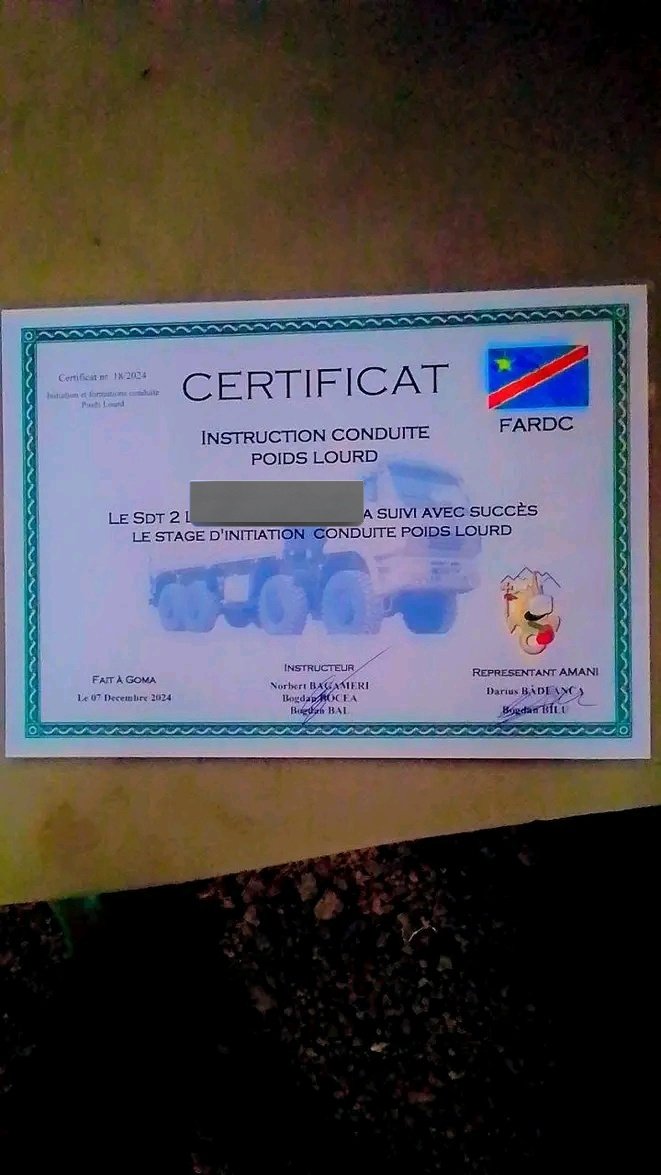 Certificat nr. 18/2024
Initiation et formations conduite
Poids Lourd
CERTIFICAT
FARDC
INSTRUCTION CONDUITE
POIDS LOURD
LE SDT 2 A SUIVI AVEC SUCCÈS
LE STAGE D'INITIATION CONDUITE POIDS LOURD
FAIT À GOMA
Le 07 Decembre 2024
INSTRUCTEUR
Norbert BAGAMERI
Bogdan BOCEA
Bogdan BAL
REPRESENTANT AMANI
Darius BĂDEANCA
Bogdan BÎLU